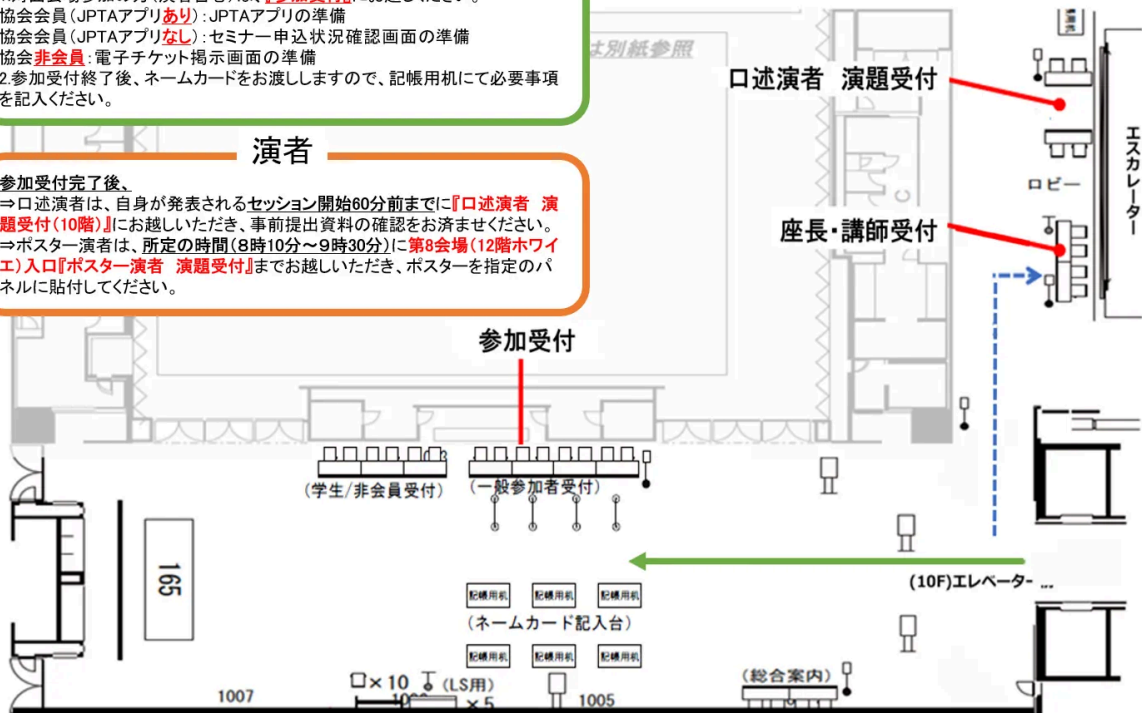 協会会員(JPTAアプリあり):JPTAアプリの準備
協会会員(JPTAアプリなし):セミナー申込状況確認画面の準備
協会非会員:電子チケット掲示画面の準備
2.参加受付終了後、ネームカードをお渡ししますので、記帳用机にて必要事項
を記入ください。
は別紙参照
演者
参加受付完了後、
⇒口述演者は、自身が発表されるセッション開始60分前までに『口述演者 演
題受付(10階)』にお越しいただき、事前提出資料の確認をお済ませください。
⇒ポスター演者は、所定の時間(8時10分～9時30分)に第8会場(12階ホワイ
エ)入口『ポスター演者 演題受付』までお越しいただき、ポスターを指定のパ
ネルに貼付してください。
口述演者 演題受付
エスカレーター
ロビー
座長・講師受付
参加受付
(学生/非会員受付)
(一般参加者受付)
165
(10F)エレベーター ...
記帳用机 記帳用机 記帳用机
(ネームカード記入台)
記帳用机 記帳用机 記帳用机
(総合案内)
×10 (LS用)
×5
1007
1005